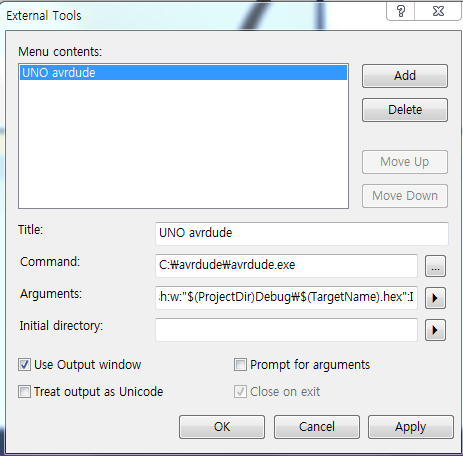 External Tools
Menu contents:
UNO avrdude
Add
Delete
Move Up
Move Down
Title:
UNO avrdude
Command:
C:₩avrdude₩avrdude.exe
...
Arguments:
h:w:"$(ProjectDir)Debug₩$(TargetName).hex":I
Initial directory:
Use Output window
Prompt for arguments
Treat output as Unicode
Close on exit
OK
Cancel
Apply